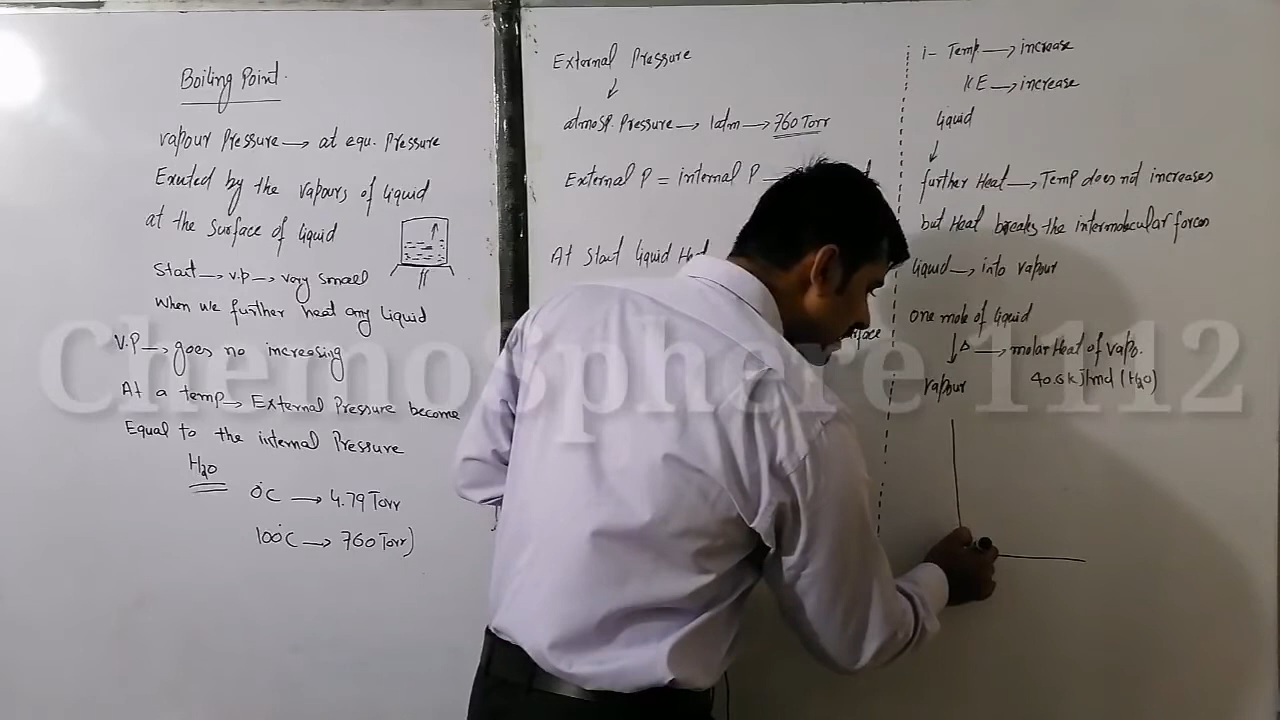 Boiling Point.
vapour Pressure → at equ. Pressure
Exerted by the vapours of liquid
at the surface of liquid
Start → v.p → very small
When we further heat any liquid
V.P → goes no increasing
At a temp → External Pressure become
Equal to the internal Pressure
H₂O
0°C → 4.79 Torr
100°C → 760 Torr)
External Pressure
↓
atmosp. Pressure → 1atm → 760 Torr
External P = internal P →
At Start liquid
i- Temp → increase
KE → increase
liquid
↓
further Heat → Temp does not increases
but Heat breaks the intermolecular forces
liquid → into vapour
one mole of liquid
↓ Δ → molar Heat of Vapo.
vapour 40.6 kJ/mol (H₂O)
ChemoSphere 1112